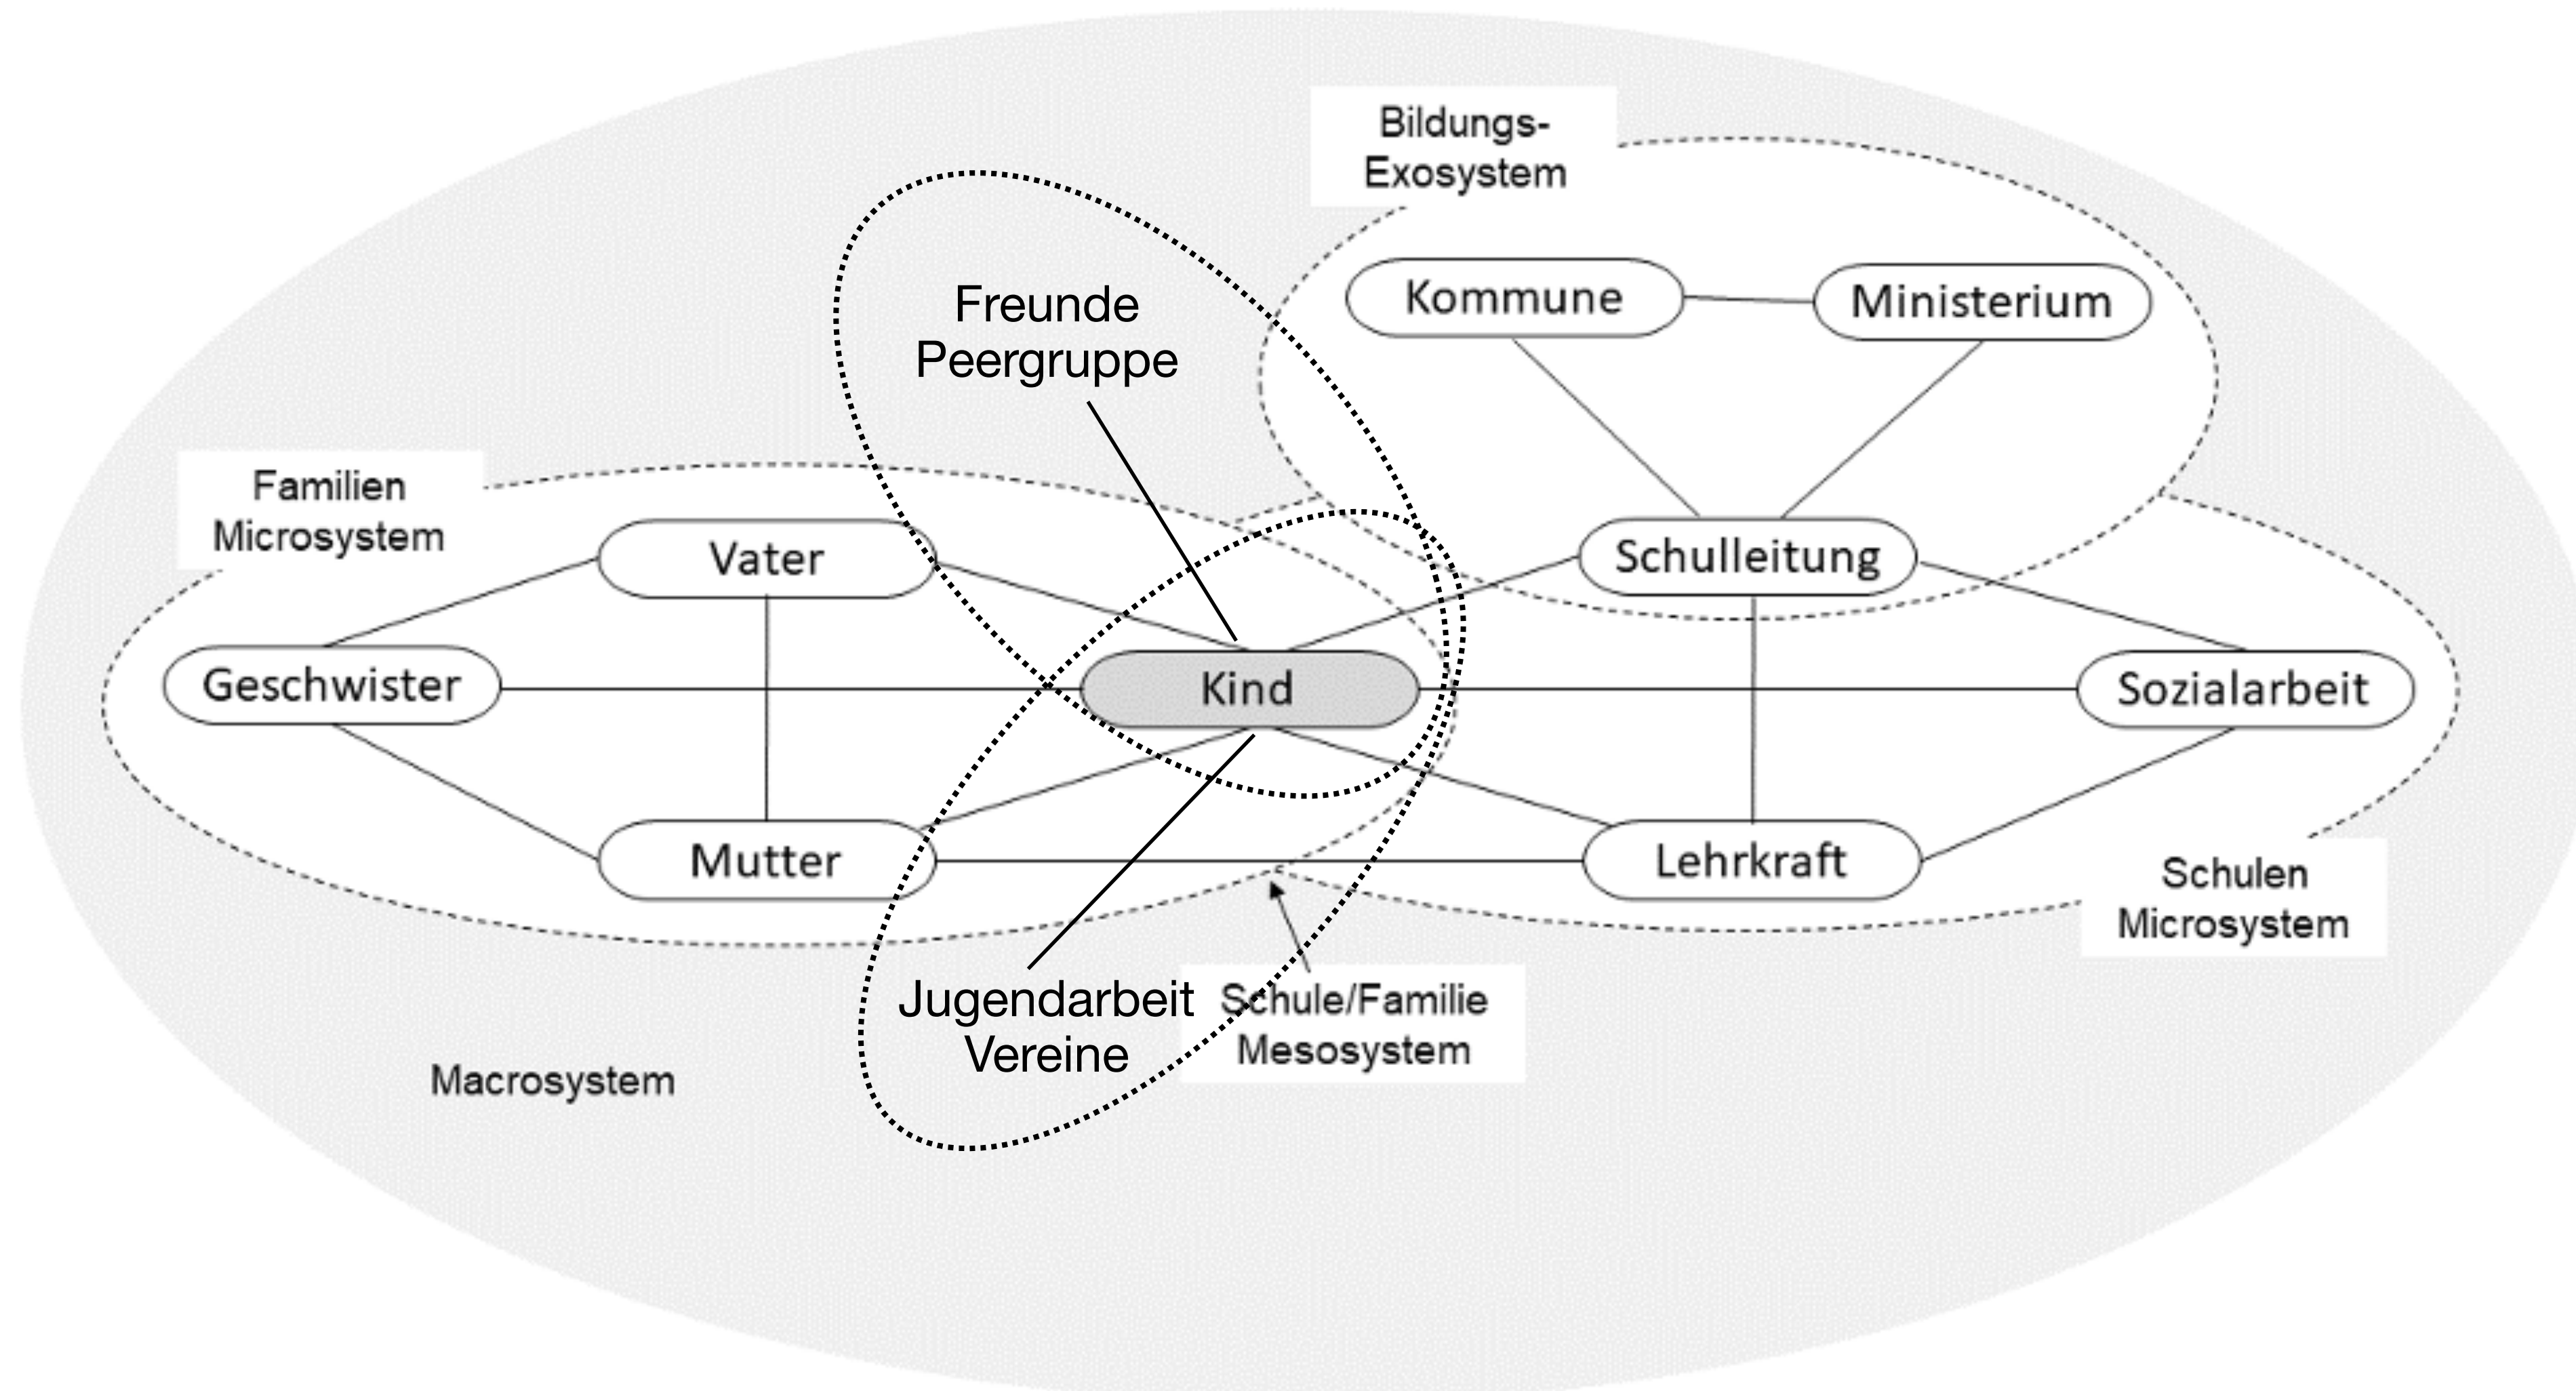 Bildungs-
Exosystem
Kommune
Ministerium
Freunde
Peergruppe
Familien
Microsystem
Vater
Schulleitung
Geschwister
Kind
Sozialarbeit
Mutter
Lehrkraft
Schulen
Microsystem
Jugendarbeit
Vereine
Schule/Familie
Mesosystem
Macrosystem